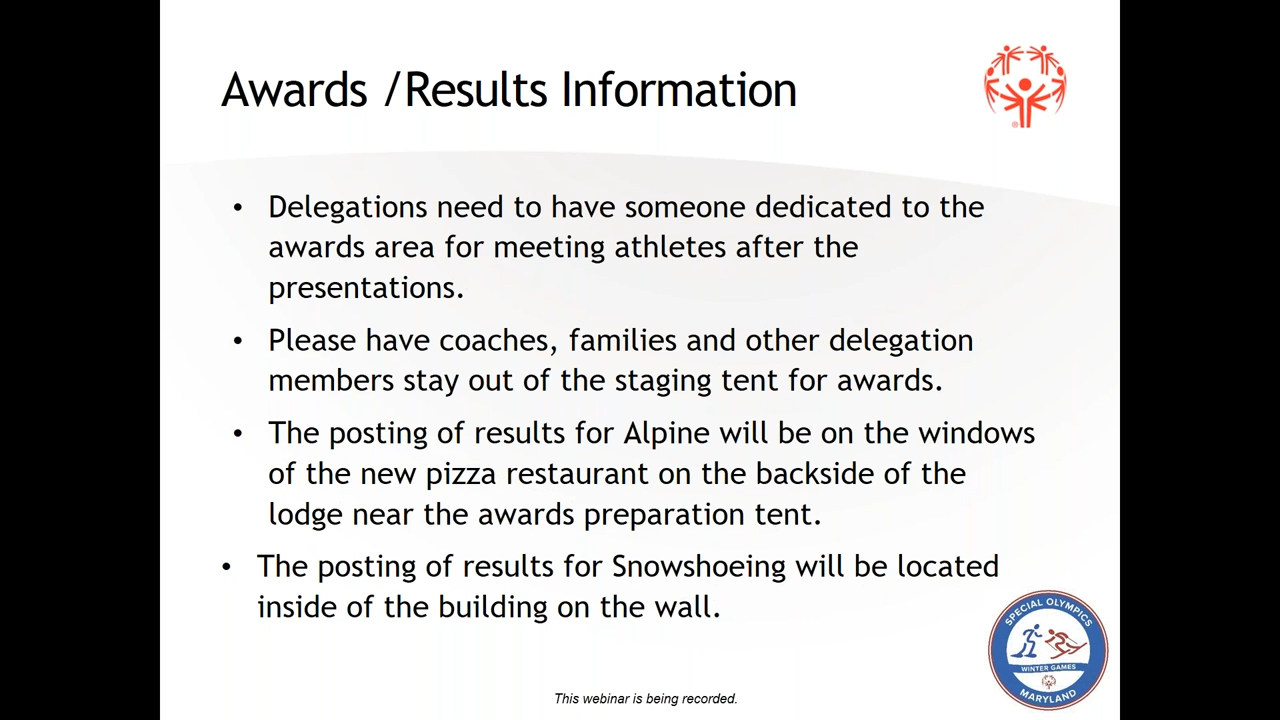 Awards /Results Information
®
• Delegations need to have someone dedicated to the
awards area for meeting athletes after the
presentations.
• Please have coaches, families and other delegation
members stay out of the staging tent for awards.
• The posting of results for Alpine will be on the windows
of the new pizza restaurant on the backside of the
lodge near the awards preparation tent.
• The posting of results for Snowshoeing will be located
inside of the building on the wall.
SPECIAL OLYMPICS
WINTER GAMES
MARYLAND
This webinar is being recorded.